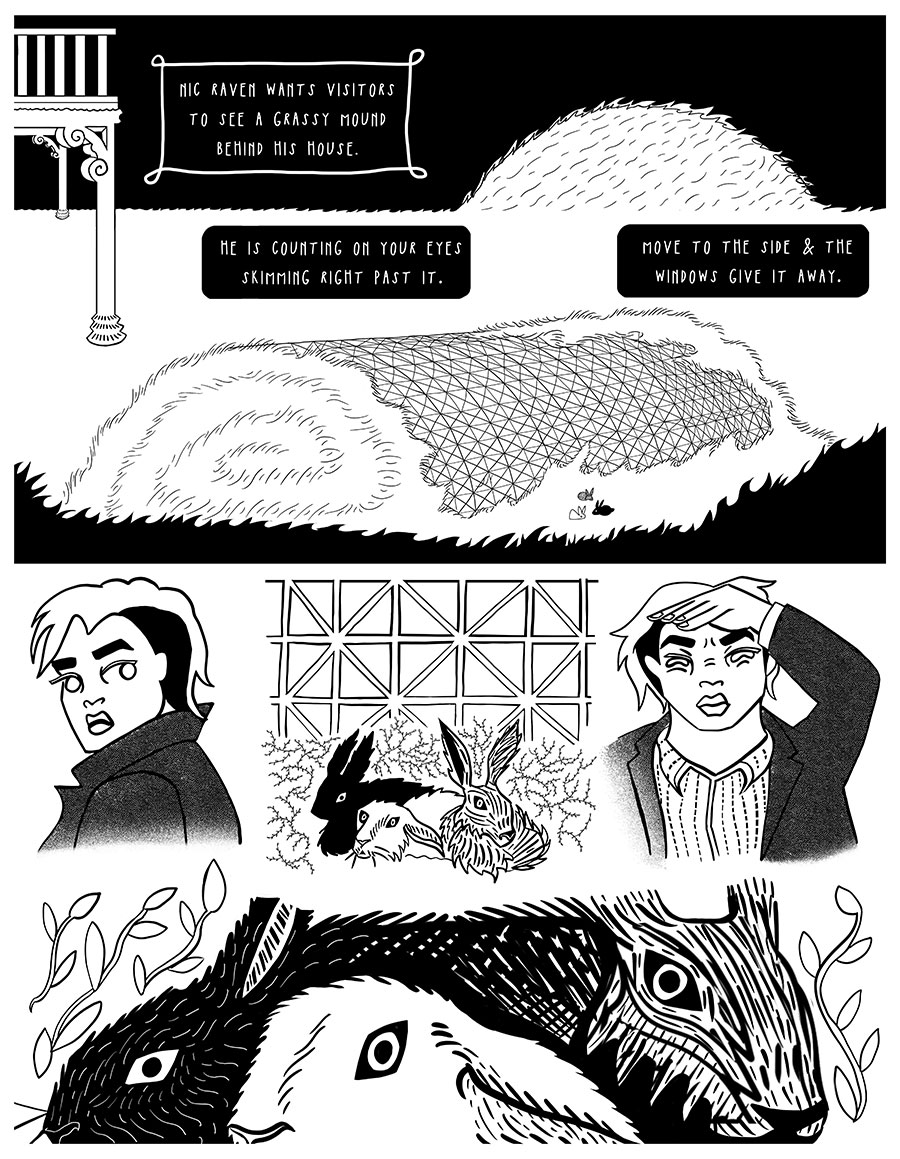 NIC RAVEN WANTS VISITORS
TO SEE A GRASSY MOUND
BEHIND HIS HOUSE.
HE IS COUNTING ON YOUR EYES
SKIMMING RIGHT PAST IT.
MOVE TO THE SIDE & THE
WINDOWS GIVE IT AWAY.